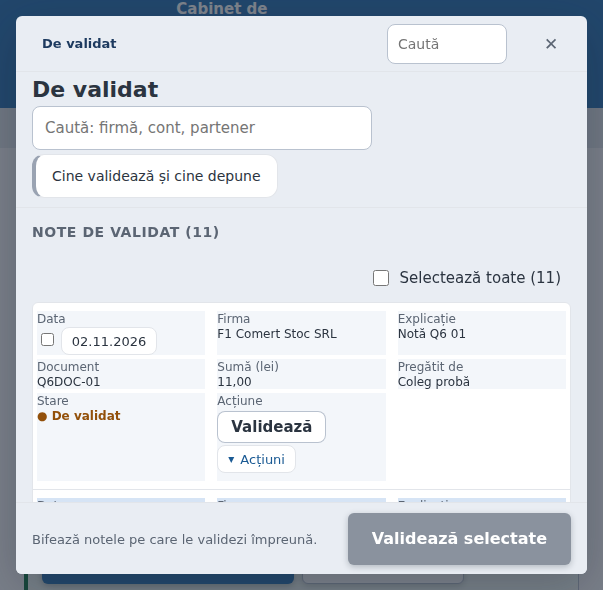 Cabinet de
De validat
Caută
✕
De validat
Caută: firmă, cont, partener
Cine validează și cine depune
NOTE DE VALIDAT (11)
Selectează toate (11)
Data
02.11.2026
Firma
F1 Comert Stoc SRL
Explicație
Notă Q6 01
Document
Q6DOC-01
Sumă (lei)
11,00
Pregătit de
Coleg probă
Stare
● De validat
Acțiune
Validează
▾ Acțiuni
Bifează notele pe care le validezi împreună.
Validează selectate